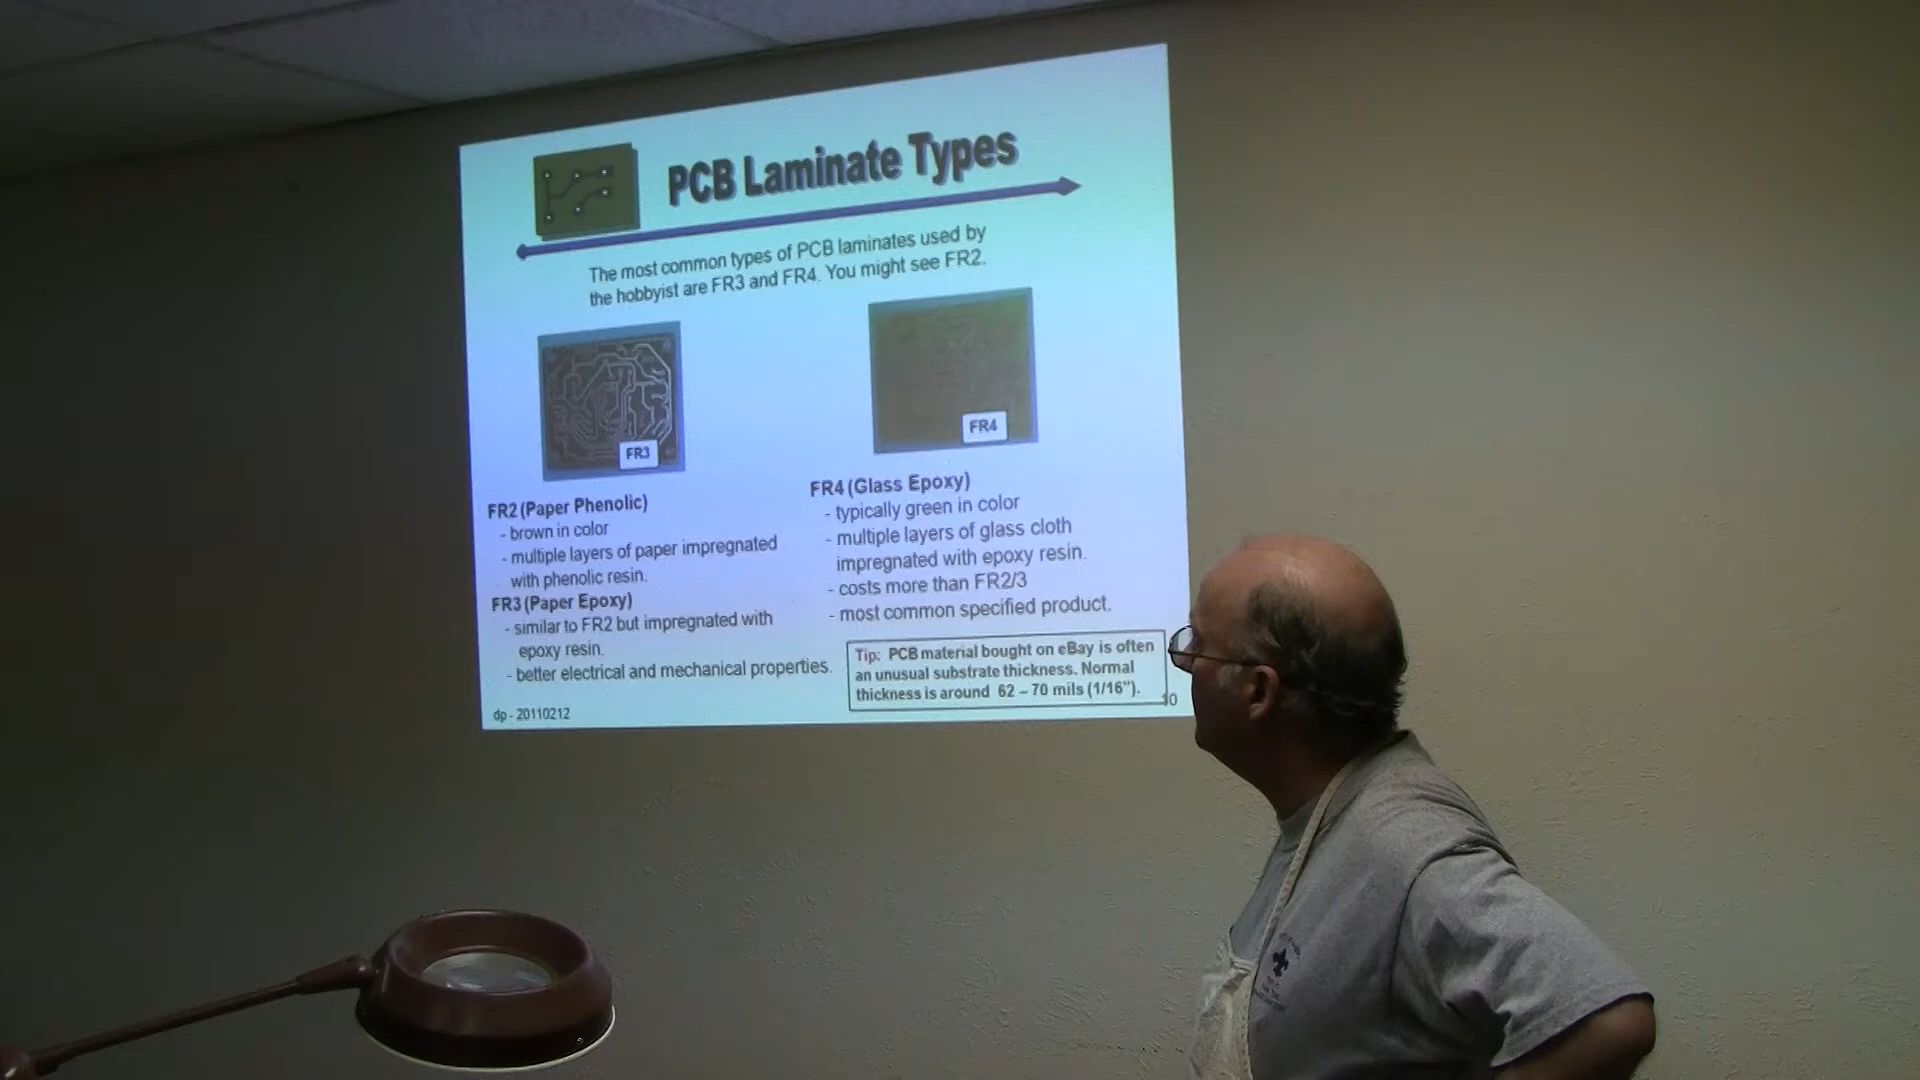 PCB Laminate Types
The most common types of PCB laminates used by
the hobbyist are FR3 and FR4. You might see FR2.
FR3
FR4
FR2 (Paper Phenolic)
- brown in color
- multiple layers of paper impregnated
with phenolic resin.
FR3 (Paper Epoxy)
- similar to FR2 but impregnated with
epoxy resin.
- better electrical and mechanical properties.
FR4 (Glass Epoxy)
- typically green in color
- multiple layers of glass cloth
impregnated with epoxy resin.
- costs more than FR2/3
- most common specified product.
Tip: PCB material bought on eBay is often
an unusual substrate thickness. Normal
thickness is around 62 – 70 mils (1/16").
dp - 20110212
10